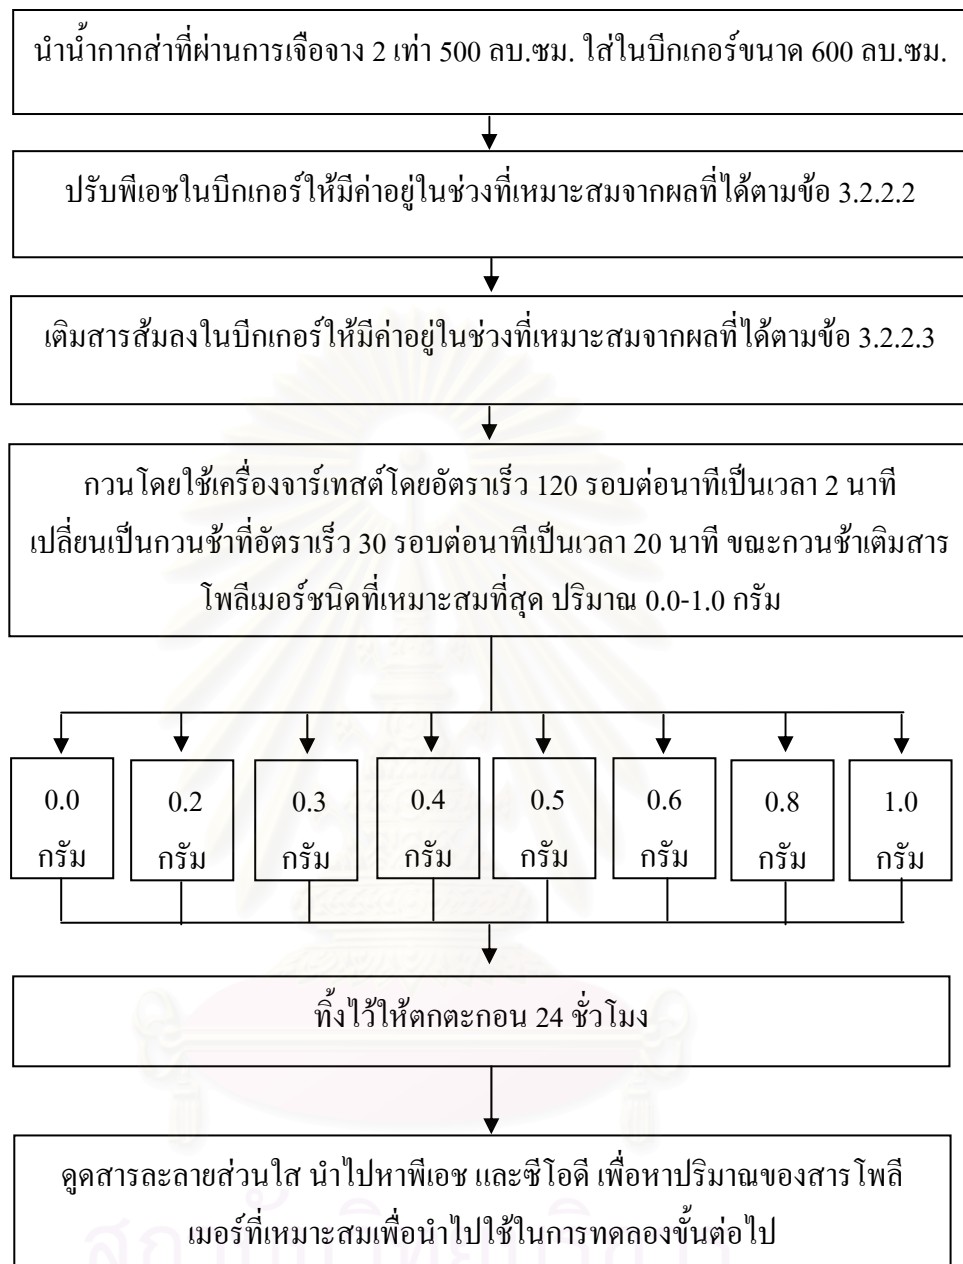 นำน้ำกากส่าที่ผ่านการเจือจาง 2 เท่า 500 ลบ.ซม. ใส่ในบีกเกอร์ขนาด 600 ลบ.ซม.
ปรับพีเอชในบีกเกอร์ให้มีค่าอยู่ในช่วงที่เหมาะสมจากผลที่ได้ตามข้อ 3.2.2.2
เติมสารส้มลงในบีกเกอร์ให้มีค่าอยู่ในช่วงที่เหมาะสมจากผลที่ได้ตามข้อ 3.2.2.3
กวนโดยใช้เครื่องจาร์เทสต์โดยอัตราเร็ว 120 รอบต่อนาทีเป็นเวลา 2 นาที
เปลี่ยนเป็นกวนช้าที่อัตราเร็ว 30 รอบต่อนาทีเป็นเวลา 20 นาที ขณะกวนช้าเติมสาร
โพลีเมอร์ชนิดที่เหมาะสมที่สุด ปริมาณ 0.0-1.0 กรัม
0.0 0.2 0.3 0.4 0.5 0.6 0.8 1.0
กรัม กรัม กรัม กรัม กรัม กรัม กรัม กรัม
ทิ้งไว้ให้ตกตะกอน 24 ชั่วโมง
ดูดสารละลายส่วนใส นำไปหาพีเอช และซีโอดี เพื่อหาปริมาณของสารโพลี
เมอร์ที่เหมาะสมเพื่อนำไปใช้ในการทดลองขั้นต่อไป